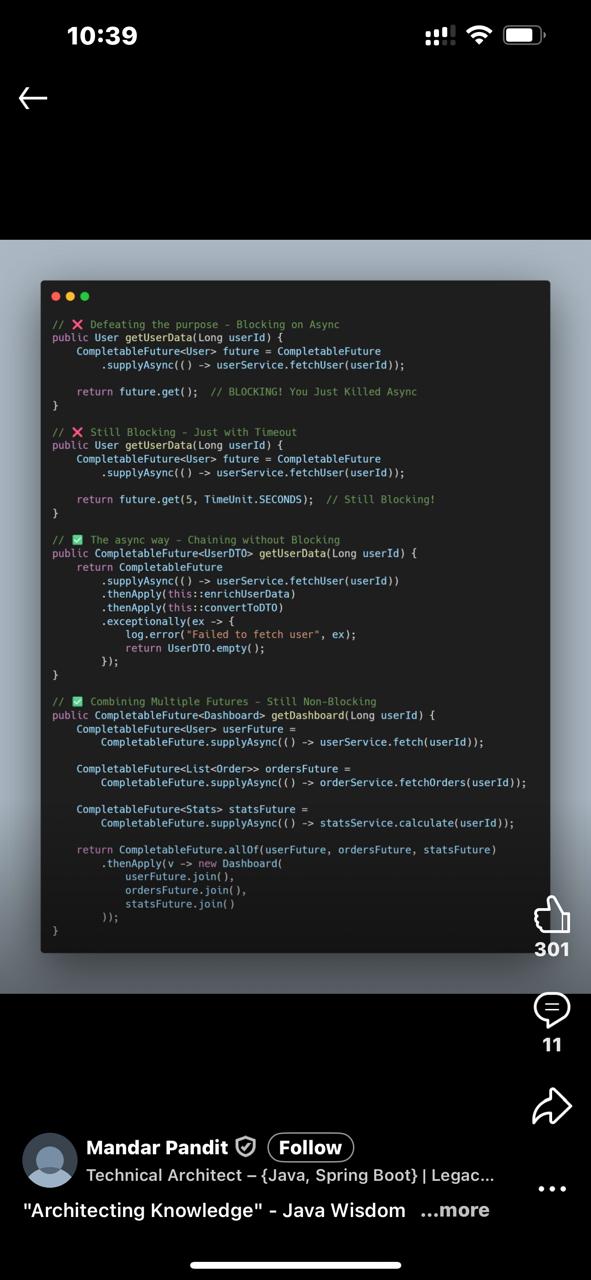 10:39
// ❌ Defeating the purpose - Blocking on Async
public User getUserData(Long userId) {
    CompletableFuture<User> future = CompletableFuture
        .supplyAsync(() -> userService.fetchUser(userId));

    return future.get();  // BLOCKING! You Just Killed Async
}

// ❌ Still Blocking - Just with Timeout
public User getUserData(Long userId) {
    CompletableFuture<User> future = CompletableFuture
        .supplyAsync(() -> userService.fetchUser(userId));

    return future.get(5, TimeUnit.SECONDS);  // Still Blocking!
}

// ✅ The async way - Chaining without Blocking
public CompletableFuture<UserDTO> getUserData(Long userId) {
    return CompletableFuture
        .supplyAsync(() -> userService.fetchUser(userId))
        .thenApply(this::enrichUserData)
        .thenApply(this::convertToDTO)
        .exceptionally(ex -> {
            log.error("Failed to fetch user", ex);
            return UserDTO.empty();
        });
}

// ✅ Combining Multiple Futures - Still Non-Blocking
public CompletableFuture<Dashboard> getDashboard(Long userId) {
    CompletableFuture<User> userFuture =
        CompletableFuture.supplyAsync(() -> userService.fetch(userId));

    CompletableFuture<List<Order>> ordersFuture =
        CompletableFuture.supplyAsync(() -> orderService.fetchOrders(userId));

    CompletableFuture<Stats> statsFuture =
        CompletableFuture.supplyAsync(() -> statsService.calculate(userId));

    return CompletableFuture.allOf(userFuture, ordersFuture, statsFuture)
        .thenApply(v -> new Dashboard(
            userFuture.join(),
            ordersFuture.join(),
            statsFuture.join()
        ));
}
301
11
Mandar Pandit Follow
Technical Architect – {Java, Spring Boot} | Legac...
"Architecting Knowledge" - Java Wisdom ...more